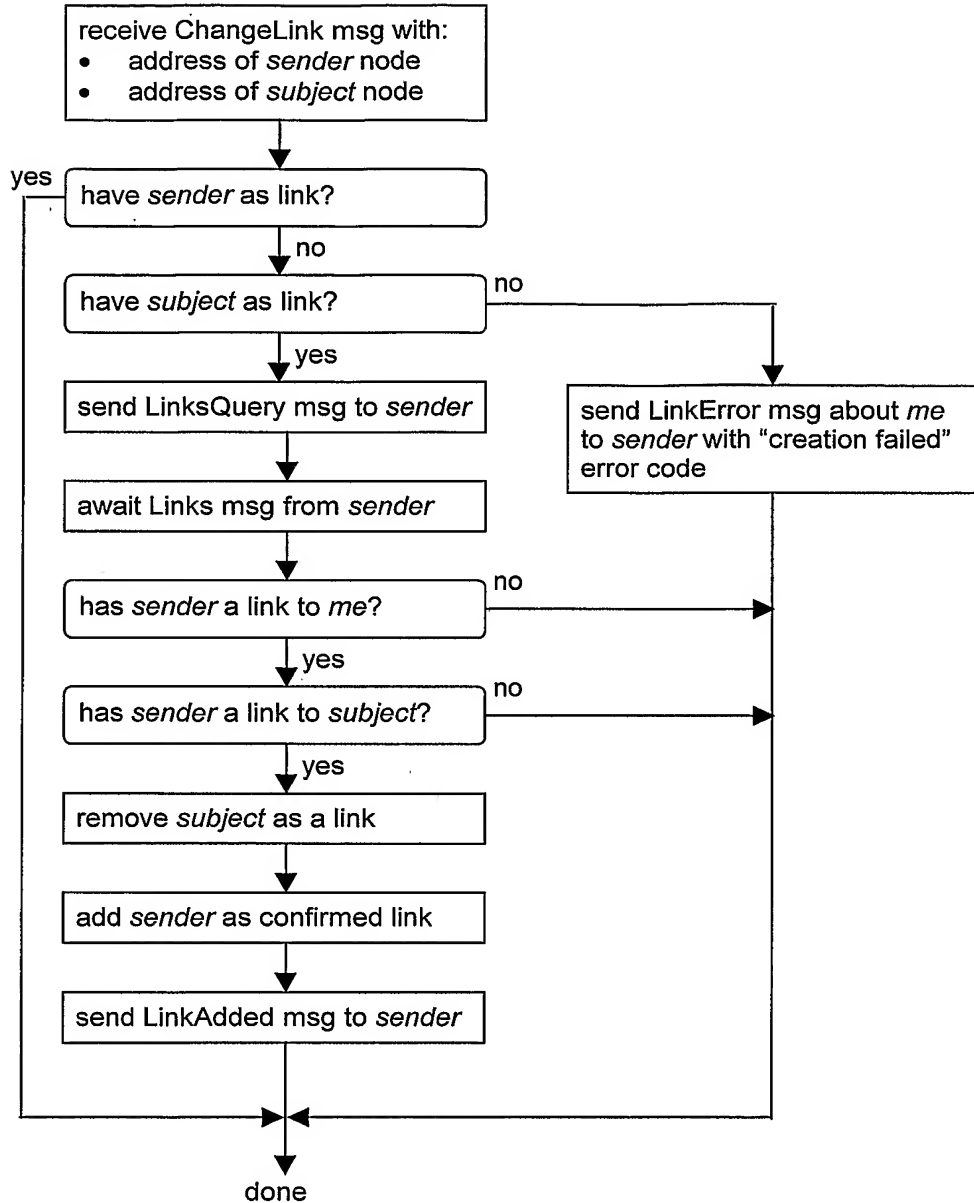 receive ChangeLink msg with:
• address of sender node
• address of subject node
yes
have sender as link?
no
have subject as link?
no
yes
send LinksQuery msg to sender
send LinkError msg about me
to sender with “creation failed”
error code
await Links msg from sender
no
has sender a link to me?
yes
no
has sender a link to subject?
yes
remove subject as a link
add sender as confirmed link
send LinkAdded msg to sender
done